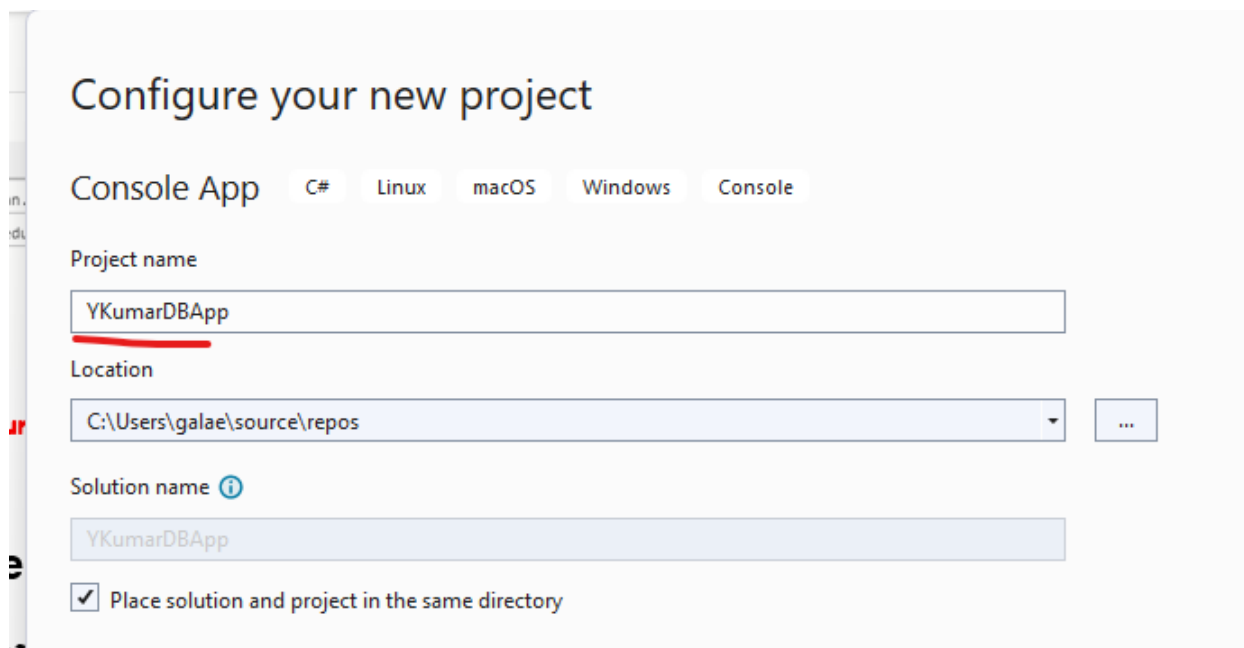 Configure your new project
Console App C# Linux macOS Windows Console
Project name
YKumarDBApp
Location
C:\Users\galae\source\repos
...
Solution name
YKumarDBApp
Place solution and project in the same directory